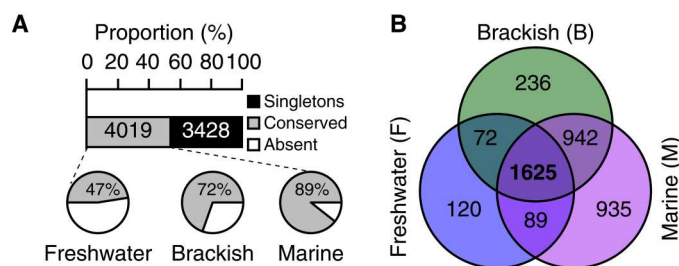 A
Proportion (%)
0 20 40 60 80 100
4019 3428
Singletons
Conserved
Absent
47% 72% 89%
Freshwater Brackish Marine
B
Brackish (B)
236
72 942
1625
120 89 935
Freshwater (F)
Marine (M)